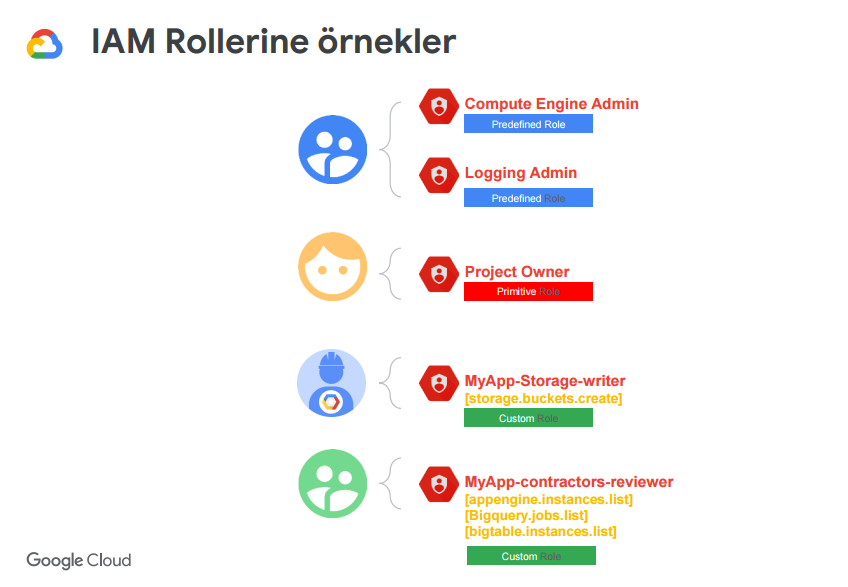 IAM Rollerine örnekler
Compute Engine Admin
Predefined Role
Logging Admin
Predefined Role
Project Owner
Primitive Role
MyApp-Storage-writer
[storage.buckets.create]
Custom Role
MyApp-contractors-reviewer
[appengine.instances.list]
[Bigquery.jobs.list]
[bigtable.instances.list]
Custom Role
Google Cloud